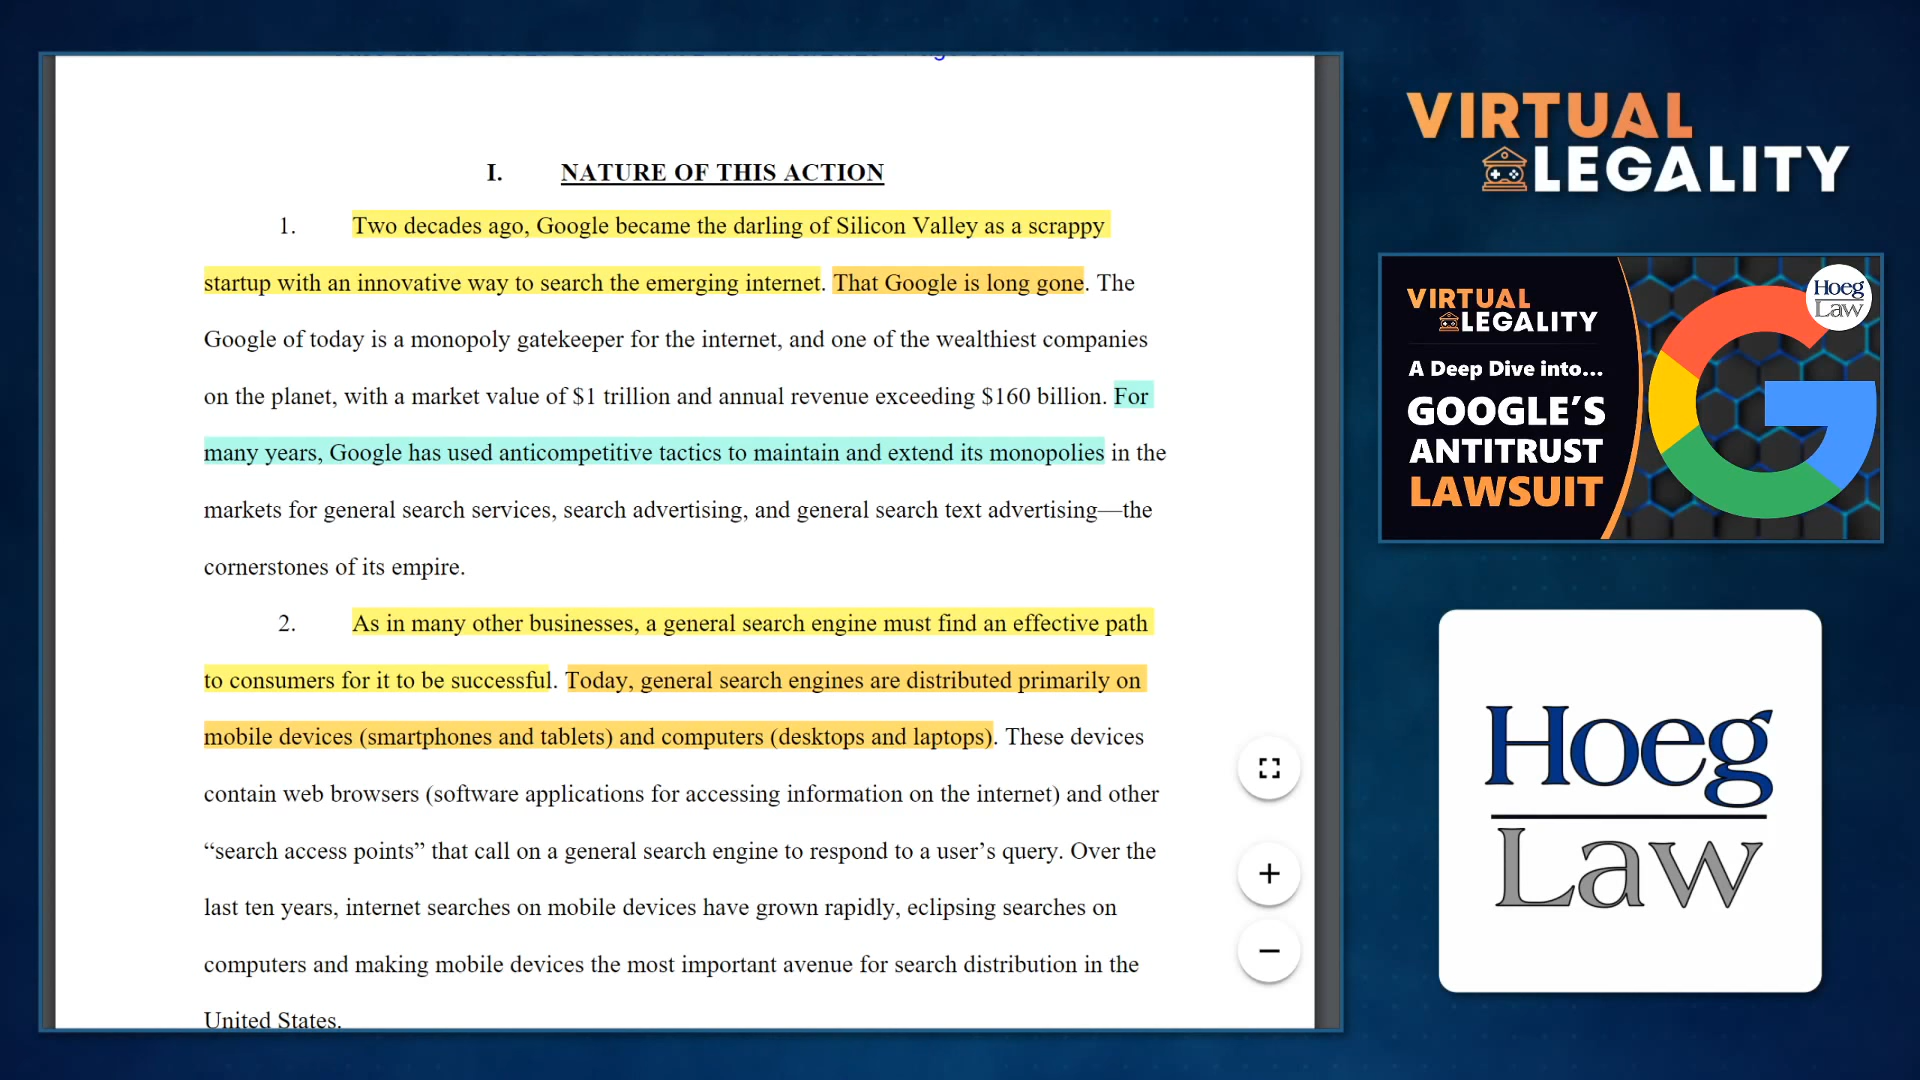 I. NATURE OF THIS ACTION
1. Two decades ago, Google became the darling of Silicon Valley as a scrappy
startup with an innovative way to search the emerging internet. That Google is long gone. The
Google of today is a monopoly gatekeeper for the internet, and one of the wealthiest companies
on the planet, with a market value of $1 trillion and annual revenue exceeding $160 billion. For
many years, Google has used anticompetitive tactics to maintain and extend its monopolies in the
markets for general search services, search advertising, and general search text advertising—the
cornerstones of its empire.
2. As in many other businesses, a general search engine must find an effective path
to consumers for it to be successful. Today, general search engines are distributed primarily on
mobile devices (smartphones and tablets) and computers (desktops and laptops). These devices
contain web browsers (software applications for accessing information on the internet) and other
“search access points” that call on a general search engine to respond to a user’s query. Over the
last ten years, internet searches on mobile devices have grown rapidly, eclipsing searches on
computers and making mobile devices the most important avenue for search distribution in the
United States.
VIRTUAL
LEGALITY
VIRTUAL
LEGALITY
A Deep Dive into...
GOOGLE’S
ANTITRUST
LAWSUIT
Hoeg
Law
Hoeg
Law